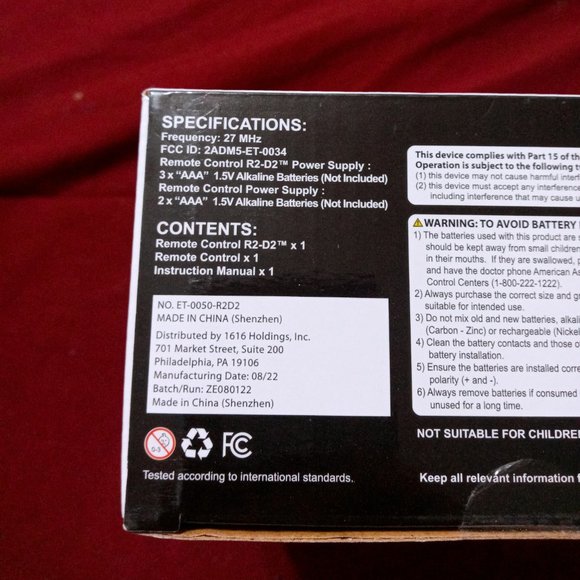 SPECIFICATIONS:
Frequency: 27 MHz
FCC ID: 2ADM5-ET-0034
Remote Control R2-D2™ Power Supply :
3 x “AAA” 1.5V Alkaline Batteries (Not Included)
Remote Control Power Supply :
2 x “AAA” 1.5V Alkaline Batteries (Not Included)
CONTENTS:
Remote Control R2-D2™ x 1
Remote Control x 1
Instruction Manual x 1
NO. ET-0050-R2D2
MADE IN CHINA (Shenzhen)
Distributed by 1616 Holdings, Inc.
701 Market Street, Suite 200
Philadelphia, PA 19106
Manufacturing Date: 08/22
Batch/Run: ZE080122
Made in China (Shenzhen)
0-3
FC
Tested according to international standards.
This device complies with Part 15 of the
Operation is subject to the following
(1) this device may not cause harmful
(2) this device must accept any interference
including interference that may cause
WARNING: TO AVOID BATTERY
1) The batteries used with this product are
should be kept away from small children
in their mouths. If they are swallowed,
and have the doctor phone American
Control Centers (1-800-222-1222).
2) Always purchase the correct size and
suitable for intended use.
3) Do not mix old and new batteries,
(Carbon - Zinc) or rechargeable
4) Clean the battery contacts and those
battery installation.
5) Ensure the batteries are installed
polarity (+ and -).
6) Always remove batteries if consumed
unused for a long time.
NOT SUITABLE FOR CHILDREN
Keep all relevant information